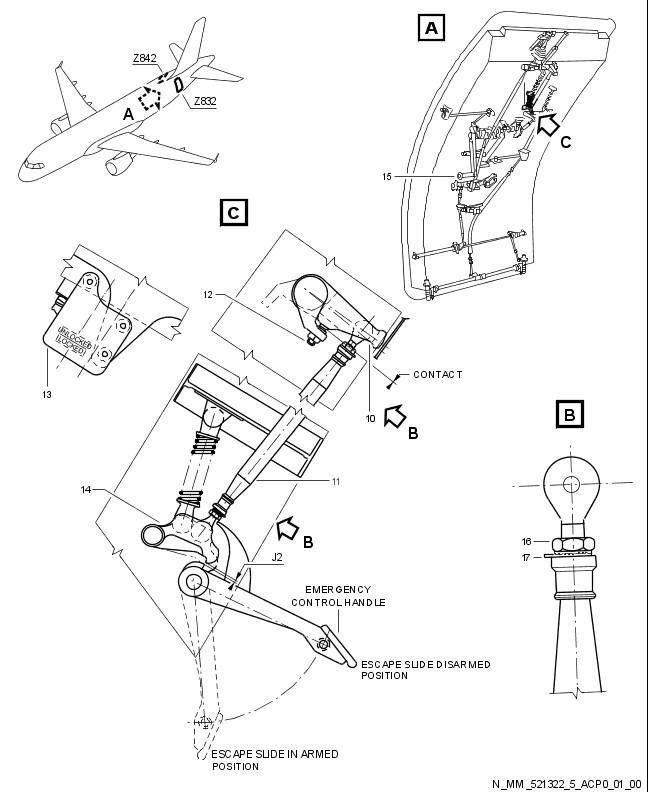 A
Z842
Z832
A
C
15
C
12
UNLOCKED
LOCKED
13
CONTACT
10
B
B
14
11
B
J2
16
17
EMERGENCY
CONTROL HANDLE
ESCAPE SLIDE DISARMED
POSITION
ESCAPE SLIDE IN ARMED
POSITION
N_MM_521322_5_ACP0_01_00